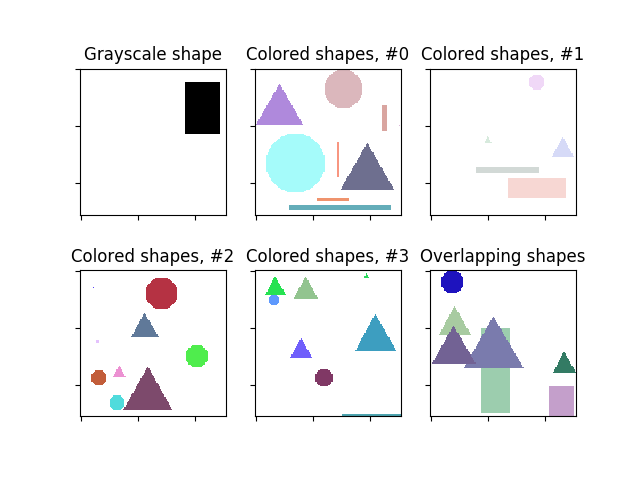 Grayscale shape
Colored shapes, #0
Colored shapes, #1
Colored shapes, #2
Colored shapes, #3
Overlapping shapes